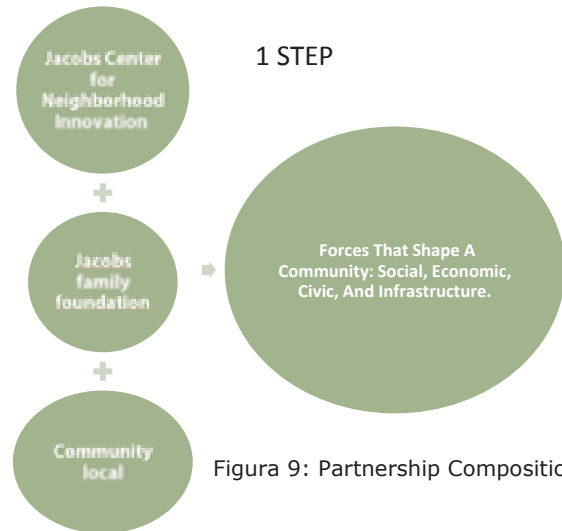 Jacobs Center
for
Neighborhood
Innovation
1 STEP
Jacobs
family
foundation
Community
local
Forces That Shape A
Community: Social, Economic,
Civic, And Infrastructure.
Figura 9: Partnership Compositio